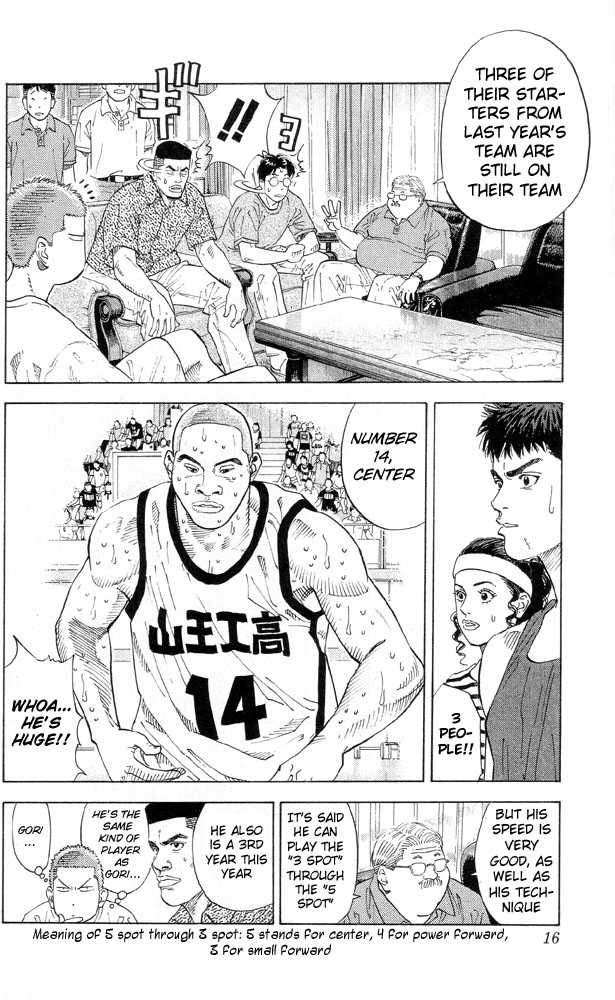 THREE OF
THEIR STAR-
TERS FROM
LAST YEAR'S
TEAM ARE
STILL ON
THEIR TEAM
!!
3
PEO-
PLE!!
NUMBER
14,
CENTER
山王工高
14
WHOA...
HE'S
HUGE!!
BUT HIS
SPEED IS
VERY
GOOD, AS
WELL AS
HIS TECH-
NIQUE
IT'S SAID
HE CAN
PLAY THE
"3 SPOT"
THROUGH
THE "5
SPOT"
HE ALSO
IS A 3RD
YEAR THIS
YEAR
HE'S THE
SAME
KIND OF
PLAYER
AS
GORI...
GORI
...
Meaning of 5 spot through 3 spot: 5 stands for center, 4 for power forward,
3 for small forward
16